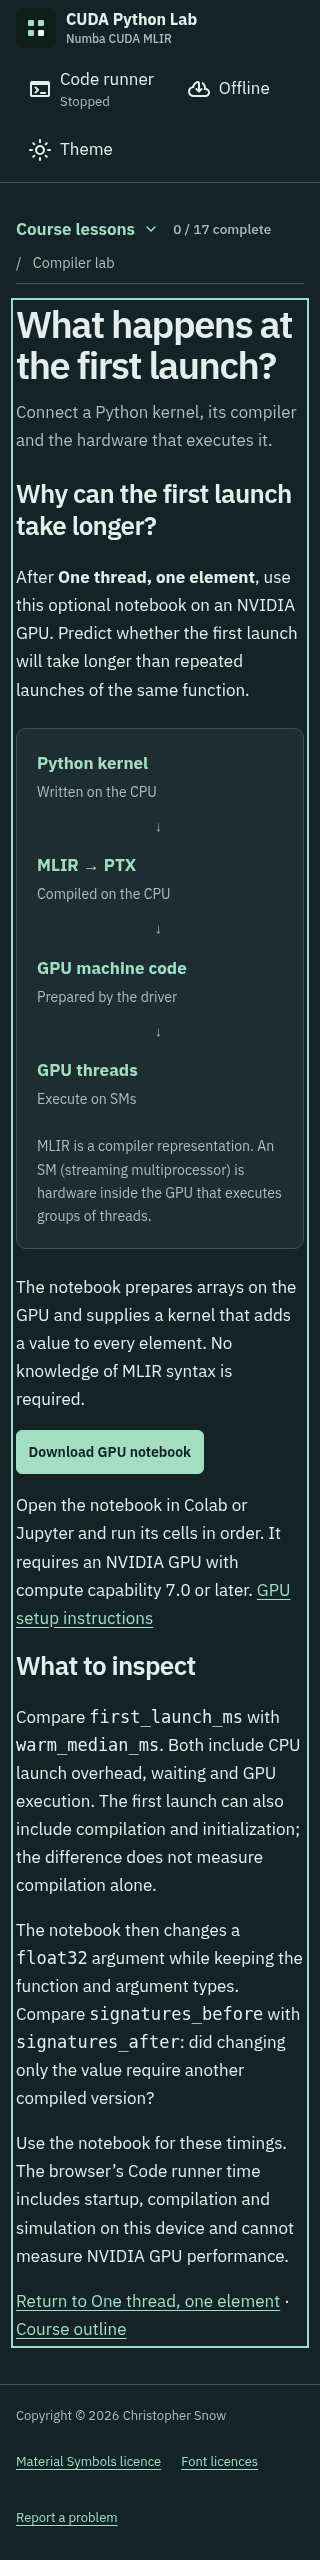 CUDA Python Lab
Numba CUDA MLIR
Code runner
Stopped
Offline
Theme
Course lessons
0 / 17 complete
/ Compiler lab
What happens at
the first launch?
Connect a Python kernel, its compiler
and the hardware that executes it.
Why can the first launch
take longer?
After One thread, one element, use
this optional notebook on an NVIDIA
GPU. Predict whether the first launch
will take longer than repeated
launches of the same function.
Python kernel
Written on the CPU
↓
MLIR → PTX
Compiled on the CPU
↓
GPU machine code
Prepared by the driver
↓
GPU threads
Execute on SMs
MLIR is a compiler representation. An
SM (streaming multiprocessor) is
hardware inside the GPU that executes
groups of threads.
The notebook prepares arrays on the
GPU and supplies a kernel that adds
a value to every element. No
knowledge of MLIR syntax is
required.
Download GPU notebook
Open the notebook in Colab or
Jupyter and run its cells in order. It
requires an NVIDIA GPU with
compute capability 7.0 or later. GPU
setup instructions
What to inspect
Compare first_launch_ms with
warm_median_ms. Both include CPU
launch overhead, waiting and GPU
execution. The first launch can also
include compilation and initialization;
the difference does not measure
compilation alone.
The notebook then changes a
float32 argument while keeping the
function and argument types.
Compare signatures_before with
signatures_after: did changing
only the value require another
compiled version?
Use the notebook for these timings.
The browser’s Code runner time
includes startup, compilation and
simulation on this device and cannot
measure NVIDIA GPU performance.
Return to One thread, one element ·
Course outline
Copyright © 2026 Christopher Snow
Material Symbols licence
Font licences
Report a problem